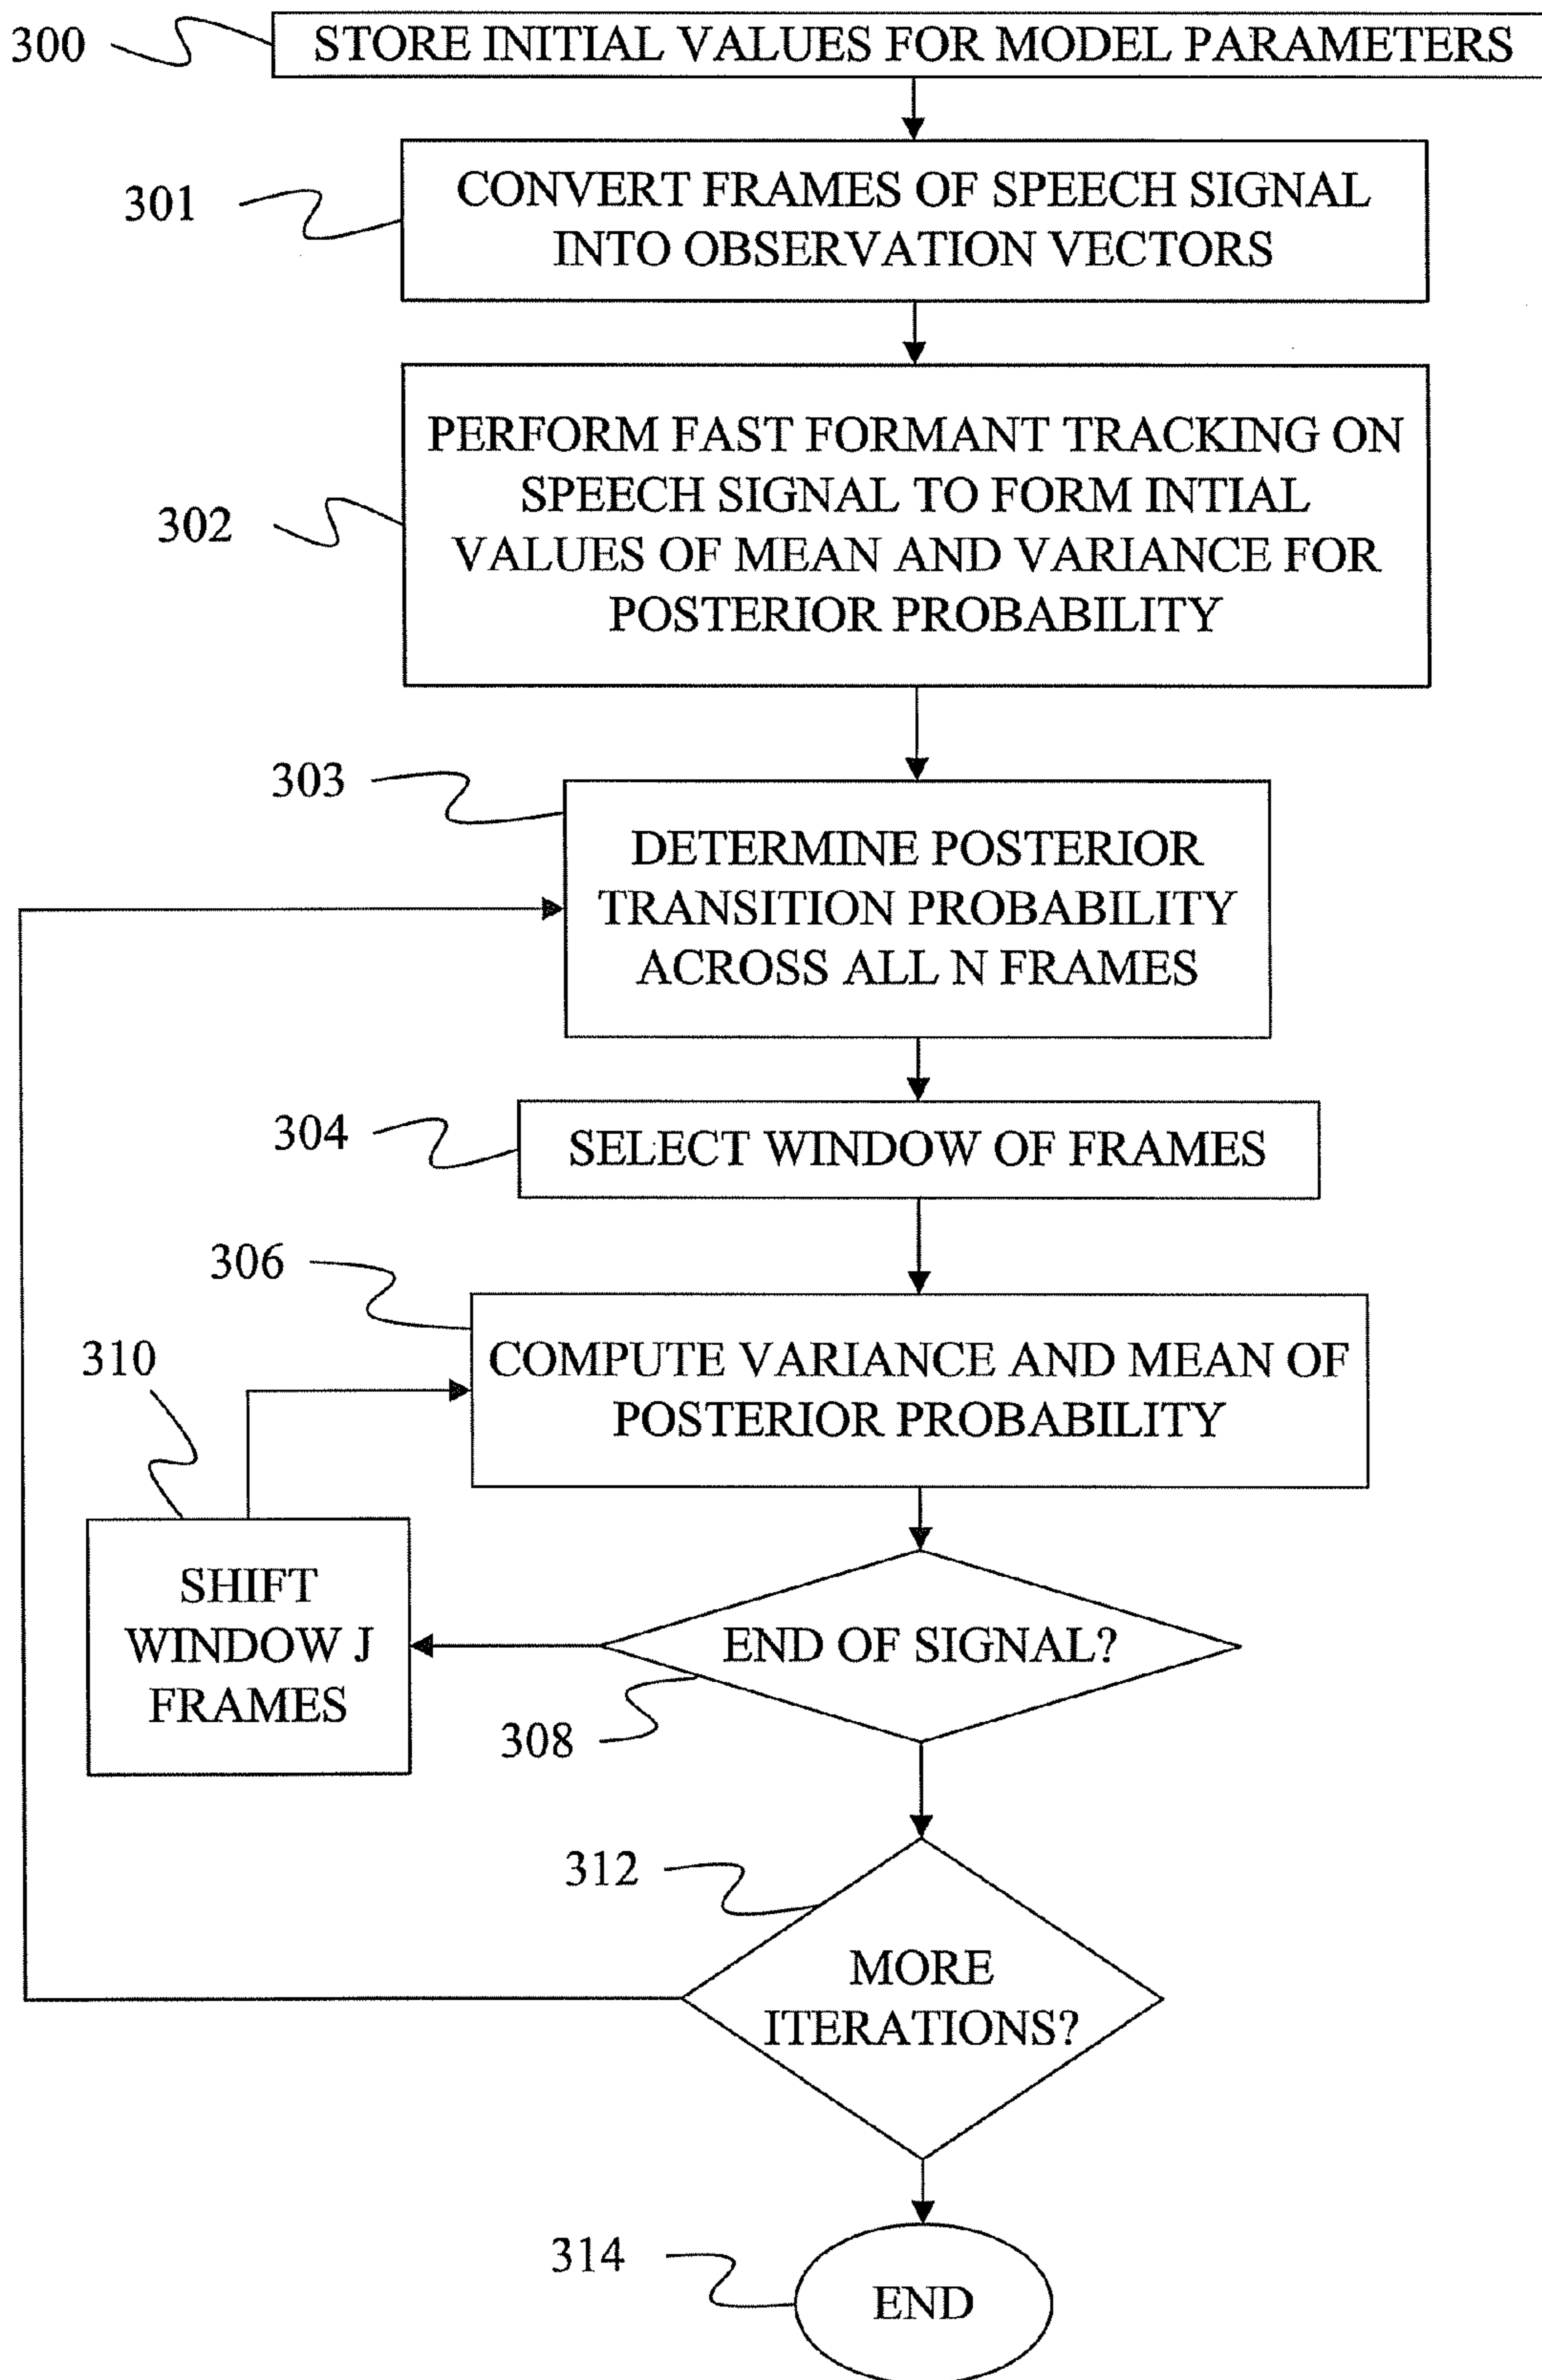 300
STORE INITIAL VALUES FOR MODEL PARAMETERS
301
CONVERT FRAMES OF SPEECH SIGNAL
INTO OBSERVATION VECTORS
302
PERFORM FAST FORMANT TRACKING ON
SPEECH SIGNAL TO FORM INTIAL
VALUES OF MEAN AND VARIANCE FOR
POSTERIOR PROBABILITY
303
DETERMINE POSTERIOR
TRANSITION PROBABILITY
ACROSS ALL N FRAMES
304
SELECT WINDOW OF FRAMES
306
COMPUTE VARIANCE AND MEAN OF
POSTERIOR PROBABILITY
310
SHIFT
WINDOW J
FRAMES
END OF SIGNAL?
308
312
MORE
ITERATIONS?
314
END